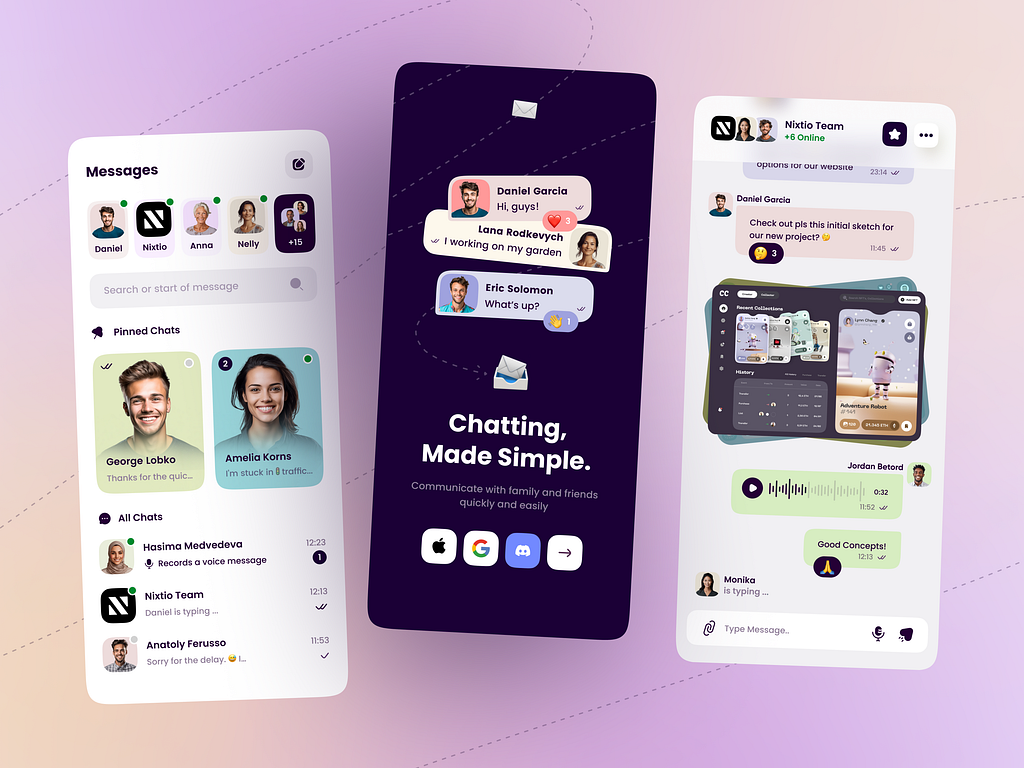 Messages
Daniel
Nixtio
Anna
Nelly
+15
Search or start of message
Pinned Chats
George Lobko
Thanks for the quic...
2
Amelia Korns
I'm stuck in 🚦 traffic...
All Chats
Hasima Medvedeva
12:23
Records a voice message
1
Nixtio Team
12:13
Daniel is typing ...
Anatoly Ferusso
11:53
Sorry for the delay. 😅 I...
Daniel Garcia
Hi, guys!
❤️ 3
Lana Rodkevych
I working on my garden
Eric Solomon
What's up?
👋 1
Chatting,
Made Simple.
Communicate with family and friends
quickly and easily
Nixtio Team
+6 Online
options for our website
23:14
Daniel Garcia
Check out pls this initial sketch for
our new project? 😏
11:45
🤔 3
CC
Recent Collections
Lynn Chang
History
Adventure Robot
# 149
Jordan Betord
0:32
11:52
Good Concepts!
12:13
🙏
Monika
is typing ...
Type Message..